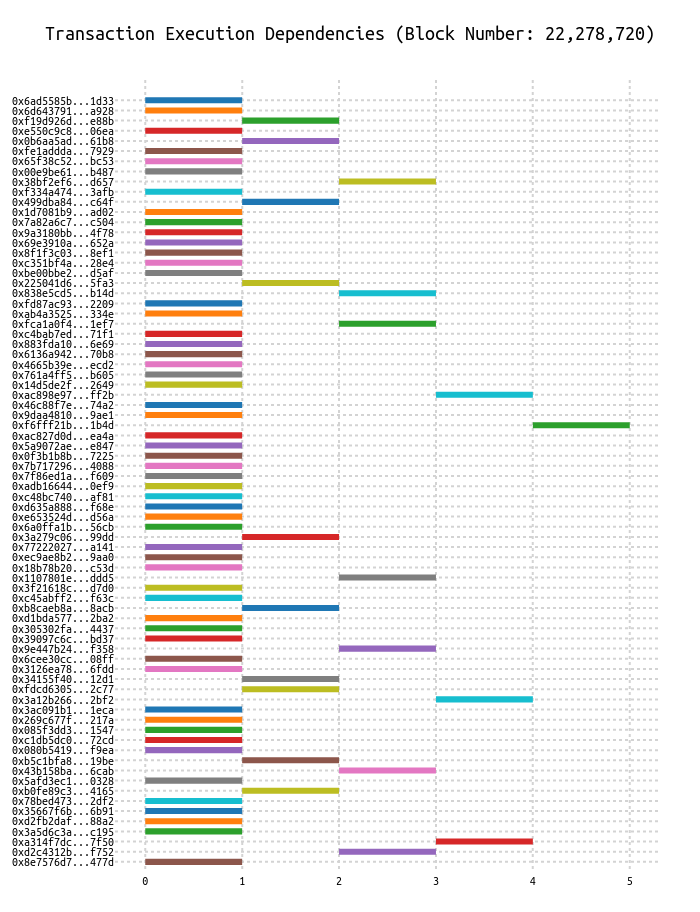 Transaction Execution Dependencies (Block Number: 22,278,720)
0x6ad5585b...1d33
0x6d643791...a928
0xf19d926d...e88b
0xe550c9c8...06ea
0x0b6aa5ad...61b8
0xfe1addda...7929
0x65f38c52...bc53
0x00e9be61...b487
0x38bf2ef6...d657
0xf334a474...3afb
0x499dba84...c64f
0x1d7081b9...ad02
0x7a82a6c7...c504
0x9a3180bb...4f78
0x69e3910a...652a
0x8f1f3c03...8ef1
0xc351bf4a...28e4
0xbe00bbe2...d5af
0x225041d6...5fa3
0x838e5cd5...b14d
0xfd87ac93...2209
0xab4a3525...334e
0xfca1a0f4...1ef7
0xc4bab7ed...71f1
0x883fda10...6e69
0x6136a942...70b8
0x4665b39e...ecd2
0x761a4ff5...b605
0x14d5de2f...2649
0xac898e97...ff2b
0x46c88f7e...74a2
0x9daa4810...9ae1
0xf6fff21b...1b4d
0xac827d0d...ea4a
0x5a9072ae...e847
0x0f3b1b8b...7225
0x7b717296...4088
0x7f86ed1a...f609
0xadb16644...0ef9
0xc48bc740...af81
0xd635a888...f68e
0xe653524d...d56a
0x6a0ffa1b...56cb
0x3a279c06...99dd
0x77222027...a141
0xec9ae8b2...9aa0
0x18b78b20...c53d
0x1107801e...ddd5
0x3f21618c...d7d0
0xc45abff2...f63c
0xb8caeb8a...8acb
0xd1bda577...2ba2
0x305302fa...4437
0x39097c6c...bd37
0x9e447b24...f358
0x6cee30cc...08ff
0x3126ea78...6fdd
0x34155f40...12d1
0xfdcd6305...2c77
0x3a12b266...2bf2
0x3ac091b1...1eca
0x269c677f...217a
0x085f3dd3...1547
0xc1db5dc0...72cd
0x080b5419...f9ea
0xb5c1bfa8...19be
0x43b158ba...6cab
0x5afd3ec1...0328
0xb0fe89c3...4165
0x78bed473...2df2
0x35667f6b...6b91
0xd2fb2daf...88a2
0x3a5d6c3a...c195
0xa314f7dc...7f50
0xd2c4312b...f752
0x8e7576d7...477d
0 1 2 3 4 5